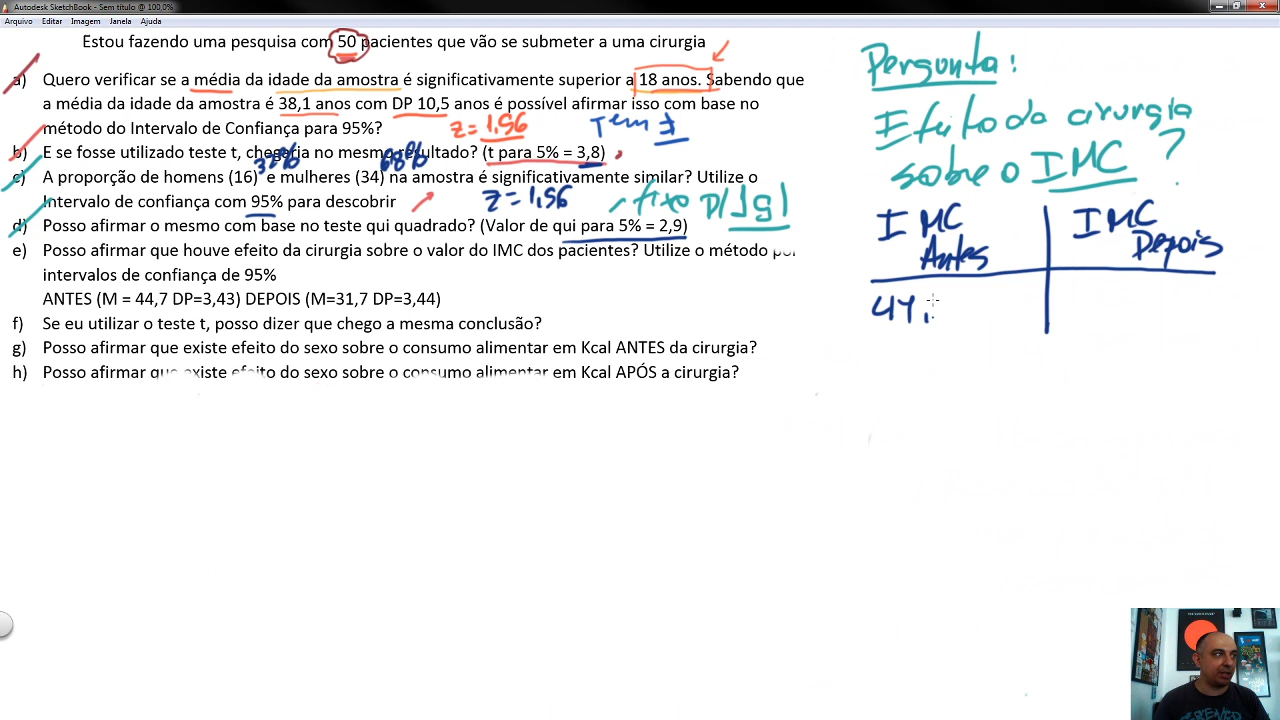 Autodesk SketchBook - Sem título @ 100,0%
Arquivo Editar Imagem Janela Ajuda
Estou fazendo uma pesquisa com 50 pacientes que vão se submeter a uma cirurgia
a) Quero verificar se a média da idade da amostra é significativamente superior a 18 anos. Sabendo que
a média da idade da amostra é 38,1 anos com DP 10,5 anos é possível afirmar isso com base no
método do Intervalo de Confiança para 95%?
z = 1,96
Tem ≠
b) E se fosse utilizado teste t, chegaria no mesmo resultado? (t para 5% = 3,8)
32% 68%
c) A proporção de homens (16) e mulheres (34) na amostra é significativamente similar? Utilize o
Intervalo de confiança com 95% para descobrir
z = 1,96
fixo p/ 1 gl
d) Posso afirmar o mesmo com base no teste qui quadrado? (Valor de qui para 5% = 2,9)
e) Posso afirmar que houve efeito da cirurgia sobre o valor do IMC dos pacientes? Utilize o método por
intervalos de confiança de 95%
ANTES (M = 44,7 DP=3,43) DEPOIS (M=31,7 DP=3,44)
f) Se eu utilizar o teste t, posso dizer que chego a mesma conclusão?
g) Posso afirmar que existe efeito do sexo sobre o consumo alimentar em Kcal ANTES da cirurgia?
h) Posso afirmar que existe efeito do sexo sobre o consumo alimentar em Kcal APÓS a cirurgia?
Pergunta:
Efeito da cirurgia
sobre o IMC ?
IMC Antes
IMC Depois
44,